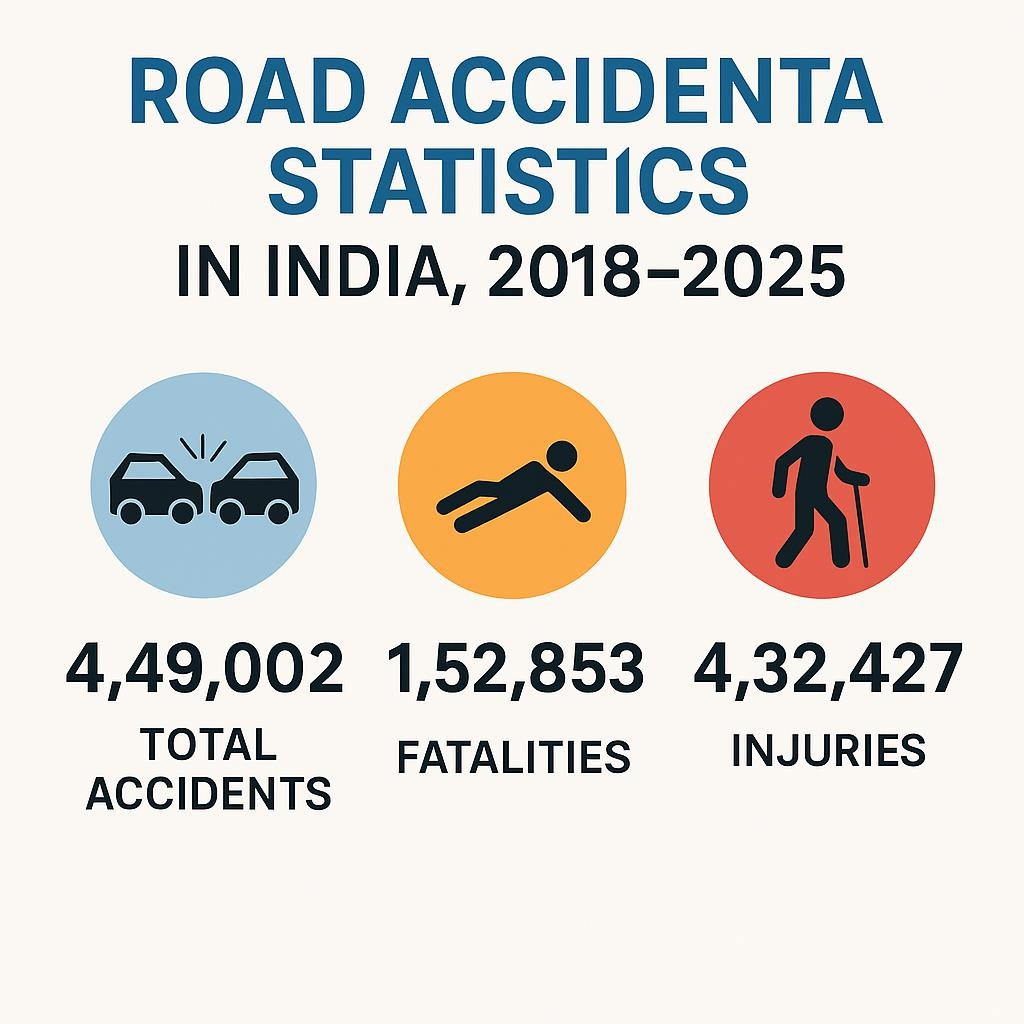 ROAD ACCIDENTA
STATISTICS
IN INDIA, 2018–2025
4,49,002
TOTAL
ACCIDENTS
1,52,853
FATALITIES
4,32,427
INJURIES